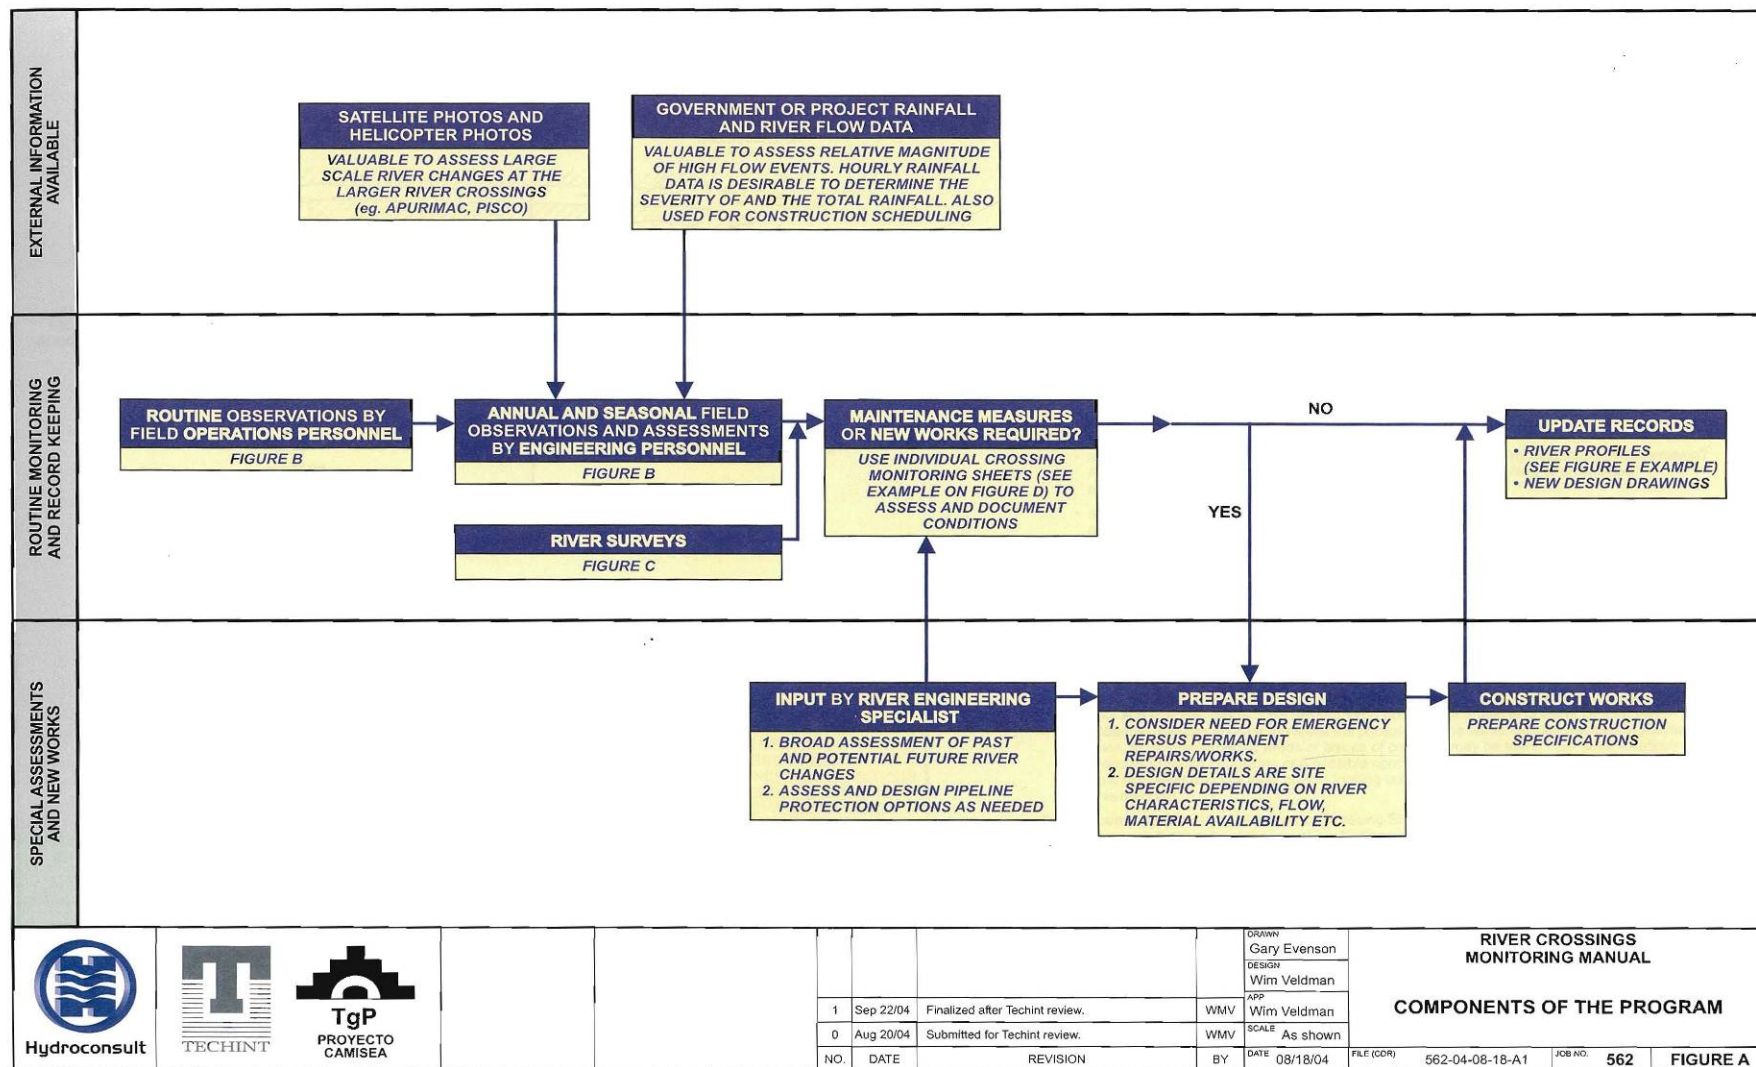 EXTERNAL INFORMATION
AVAILABLE
SATELLITE PHOTOS AND
HELICOPTER PHOTOS
VALUABLE TO ASSESS LARGE
SCALE RIVER CHANGES AT THE
LARGER RIVER CROSSINGS
(eg. APURIMAC, PISCO)
GOVERNMENT OR PROJECT RAINFALL
AND RIVER FLOW DATA
VALUABLE TO ASSESS RELATIVE MAGNITUDE
OF HIGH FLOW EVENTS. HOURLY RAINFALL
DATA IS DESIRABLE TO DETERMINE THE
SEVERITY OF AND THE TOTAL RAINFALL. ALSO
USED FOR CONSTRUCTION SCHEDULING
ROUTINE MONITORING
AND RECORD KEEPING
ROUTINE OBSERVATIONS BY
FIELD OPERATIONS PERSONNEL
FIGURE B
ANNUAL AND SEASONAL FIELD
OBSERVATIONS AND ASSESSMENTS
BY ENGINEERING PERSONNEL
FIGURE B
RIVER SURVEYS
FIGURE C
MAINTENANCE MEASURES
OR NEW WORKS REQUIRED?
USE INDIVIDUAL CROSSING
MONITORING SHEETS (SEE
EXAMPLE ON FIGURE D) TO
ASSESS AND DOCUMENT
CONDITIONS
NO
YES
UPDATE RECORDS
• RIVER PROFILES
(SEE FIGURE E EXAMPLE)
• NEW DESIGN DRAWINGS
SPECIAL ASSESSMENTS
AND NEW WORKS
INPUT BY RIVER ENGINEERING
SPECIALIST
1. BROAD ASSESSMENT OF PAST
AND POTENTIAL FUTURE RIVER
CHANGES
2. ASSESS AND DESIGN PIPELINE
PROTECTION OPTIONS AS NEEDED
PREPARE DESIGN
1. CONSIDER NEED FOR EMERGENCY
VERSUS PERMANENT
REPAIRS/WORKS.
2. DESIGN DETAILS ARE SITE
SPECIFIC DEPENDING ON RIVER
CHARACTERISTICS, FLOW,
MATERIAL AVAILABILITY ETC.
CONSTRUCT WORKS
PREPARE CONSTRUCTION
SPECIFICATIONS
Hydroconsult
TECHINT
TgP
PROYECTO
CAMISEA
1 Sep 22/04 Finalized after Techint review. WMV
0 Aug 20/04 Submitted for Techint review. WMV
NO. DATE REVISION BY
DRAWN
Gary Evenson
DESIGN
Wim Veldman
APP
Wim Veldman
SCALE As shown
DATE 08/18/04
RIVER CROSSINGS
MONITORING MANUAL
COMPONENTS OF THE PROGRAM
FILE (CDR) 562-04-08-18-A1 JOB NO. 562 FIGURE A